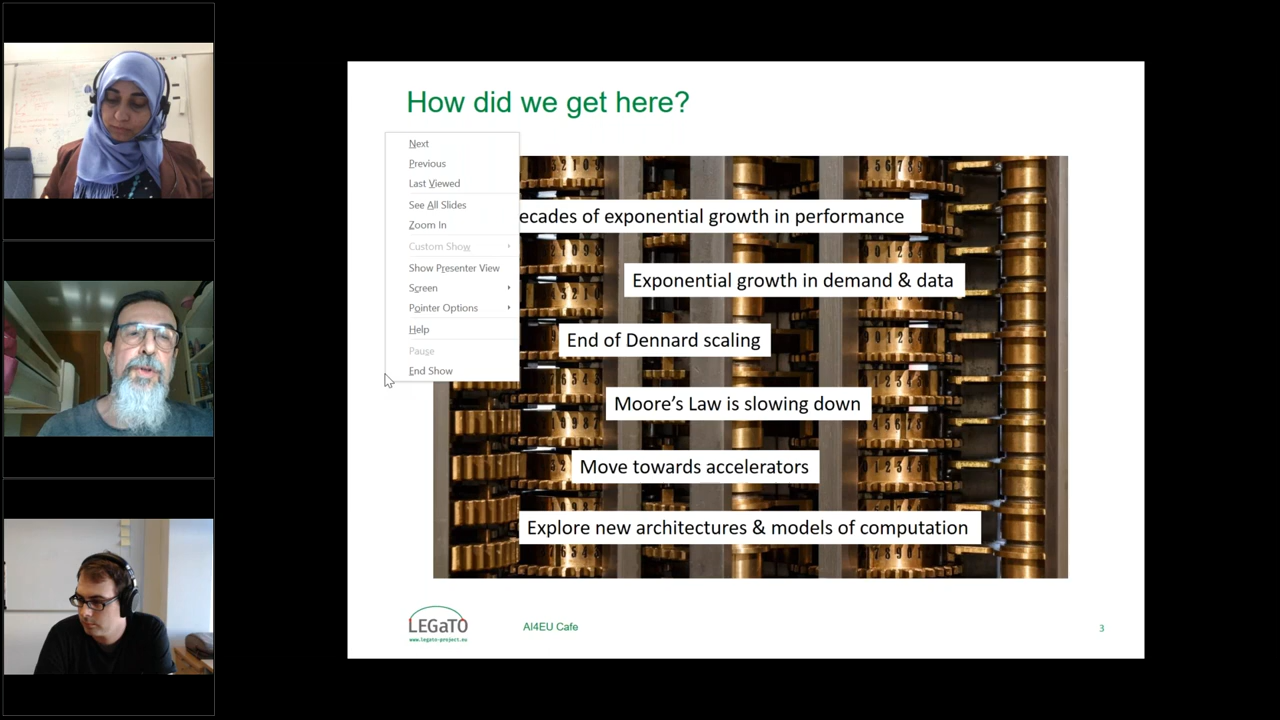 How did we get here?
Next
Previous
Last Viewed
See All Slides
Zoom In
Custom Show
Show Presenter View
Screen
Pointer Options
Help
Pause
End Show
ecades of exponential growth in performance
Exponential growth in demand & data
End of Dennard scaling
Moore's Law is slowing down
Move towards accelerators
Explore new architectures & models of computation
LEGaTO
www.legato-project.eu
AI4EU Cafe
3